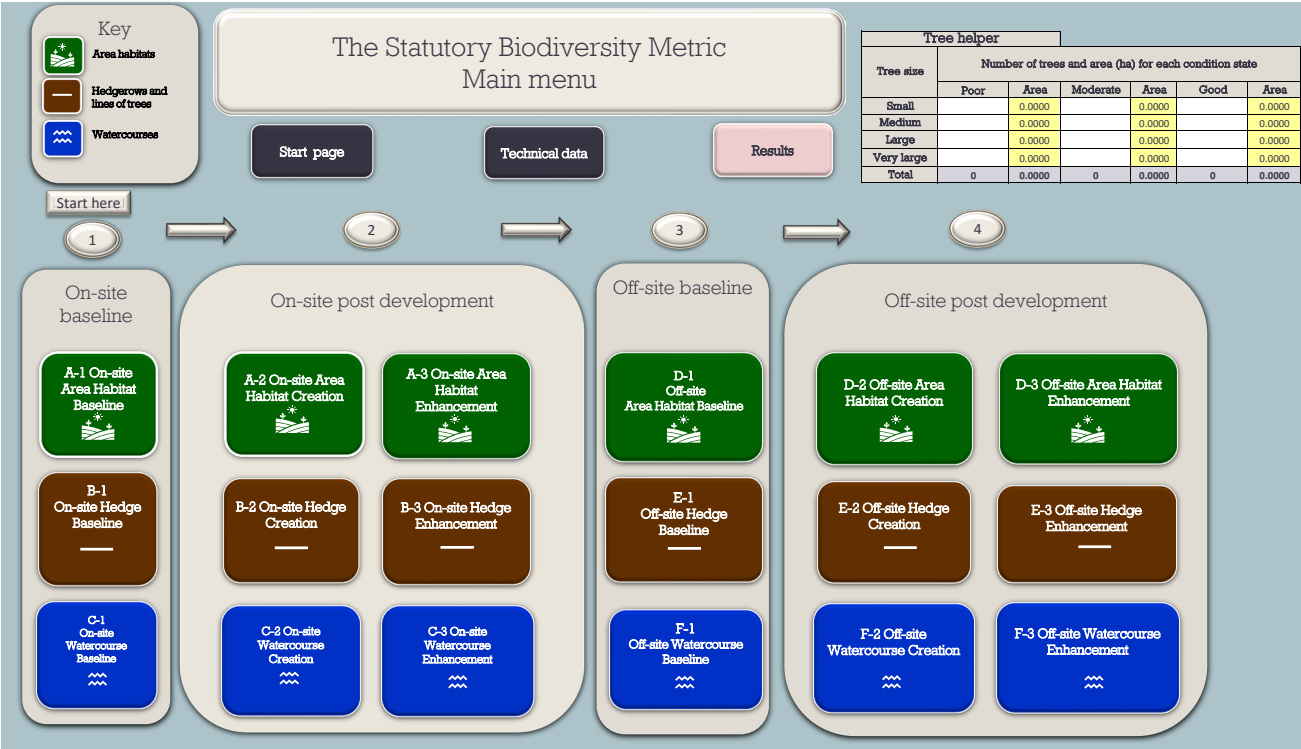 Key
Area habitats
Hedgerows and
lines of trees
Watercourses
The Statutory Biodiversity Metric
Main menu
Start page
Technical data
Results
Tree helper
Tree size
Number of trees and area (ha) for each condition state
Poor Area Moderate Area Good Area
Small 0.0000 0.0000 0.0000
Medium 0.0000 0.0000 0.0000
Large 0.0000 0.0000 0.0000
Very large 0.0000 0.0000 0.0000
Total 0 0.0000 0 0.0000 0 0.0000
Start here
1
2
3
4
On-site
baseline
A-1 On-site
Area Habitat
Baseline
B-1
On-site Hedge
Baseline
C-1
On-site
Watercourse
Baseline
On-site post development
A-2 On-site Area
Habitat Creation
A-3 On-site Area
Habitat
Enhancement
B-2 On-site Hedge
Creation
B-3 On-site Hedge
Enhancement
C-2 On-site
Watercourse
Creation
C-3 On-site
Watercourse
Enhancement
Off-site baseline
D-1
Off-site
Area Habitat Baseline
E-1
Off-site Hedge
Baseline
F-1
Off-site Watercourse
Baseline
Off-site post development
D-2 Off-site Area
Habitat Creation
D-3 Off-site Area Habitat
Enhancement
E-2 Off-site Hedge
Creation
E-3 Off-site Hedge
Enhancement
F-2 Off-site
Watercourse Creation
F-3 Off-site Watercourse
Enhancement